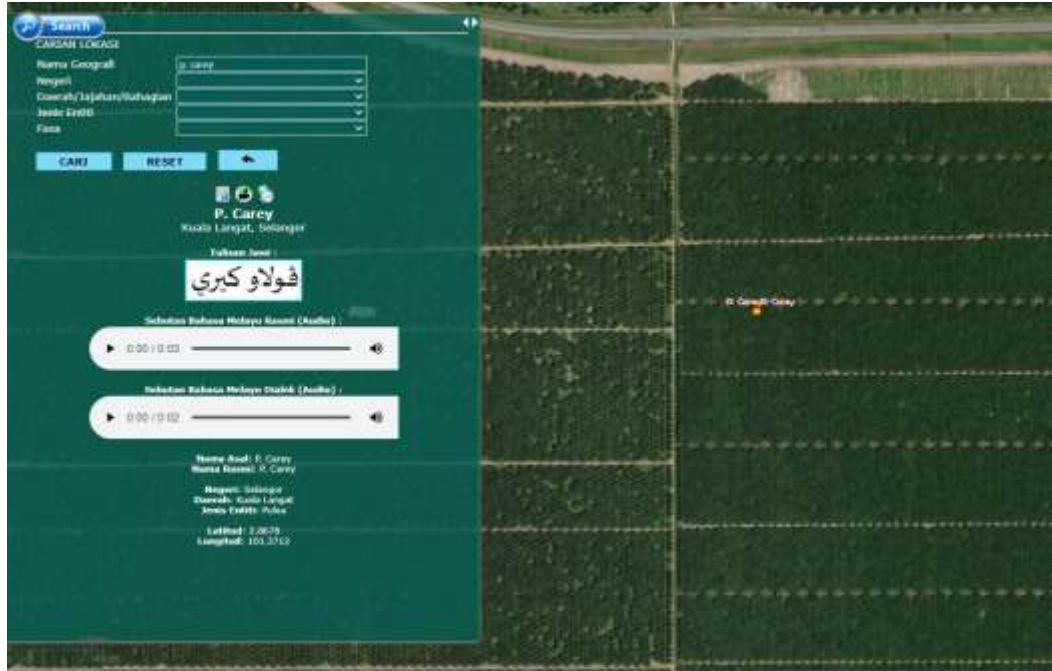 Search
CARIAN LOKASI
Nama Geografi p. carey
Negeri
Daerah/Jajahan/Bahagian
Jenis Entiti
Fasa
CARI RESET
P. Carey
Kuala Langat, Selangor
Tulisan Jawi :
ڤولاو كيري
Sebutan Bahasa Melayu Rasmi (Audio) :
0:00 / 0:03
Sebutan Bahasa Melayu Dialek (Audio) :
0:00 / 0:02
Nama Asal: P. Carey
Nama Rasmi: P. Carey
Negeri: Selangor
Daerah: Kuala Langat
Jenis Entiti: Pulau
Latitud: 2.8678
Longitud: 101.3713